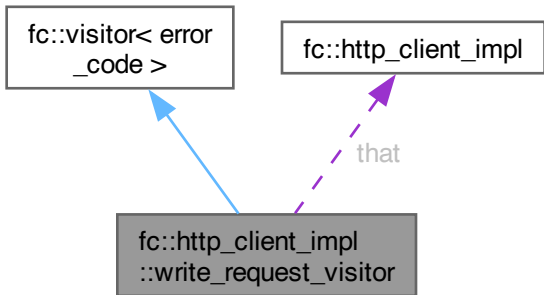 fc::visitor< error
_code >
fc::http_client_impl
that
fc::http_client_impl
::write_request_visitor